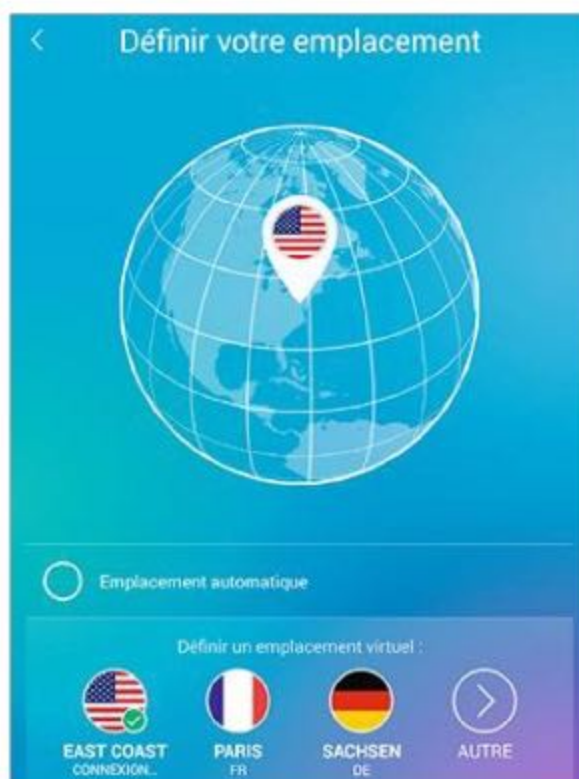 Définir votre emplacement
Emplacement automatique
Définir un emplacement virtuel :
EAST COAST
CONNEXION...
PARIS
FR
SACHSEN
DE
AUTRE